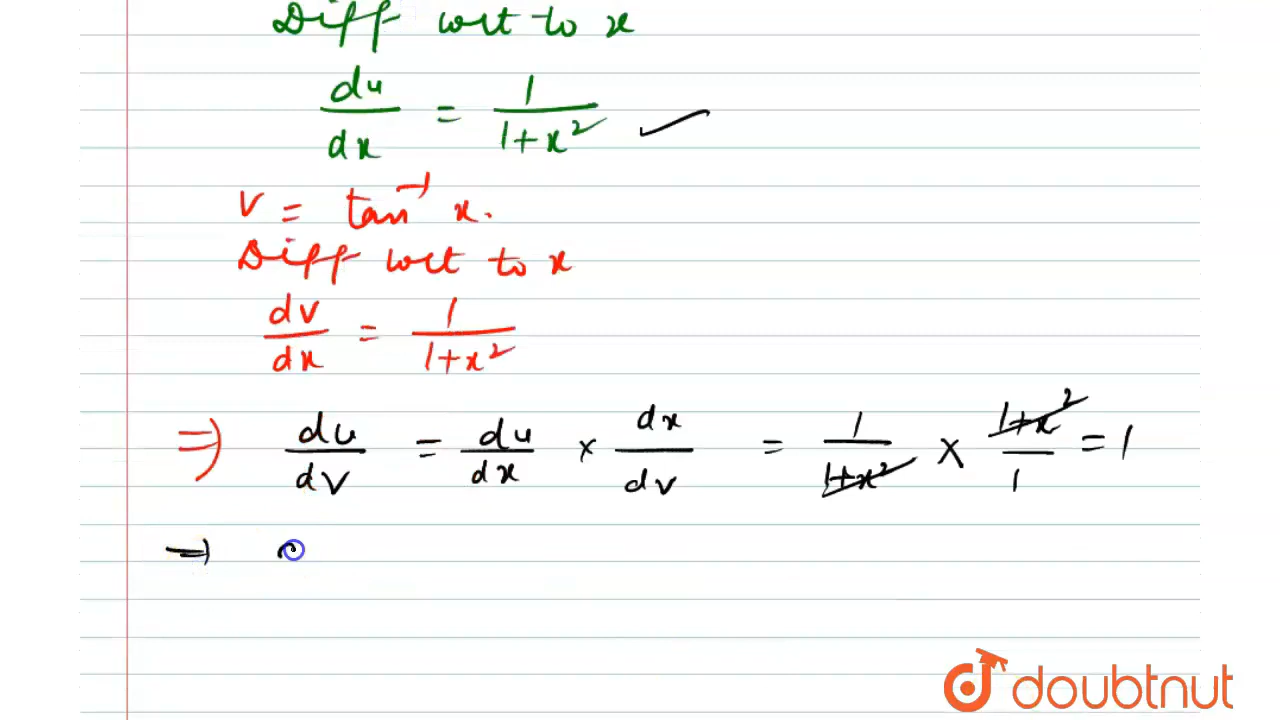 Diff wrt to x
du/dx = 1/1+x² ✓
V = tan⁻¹ x.
Diff wrt to x
dv/dx = 1/1+x²
⇒ du/dv = du/dx × dx/dv = 1/1+x² × 1+x²/1 = 1
⇒
doubtnut